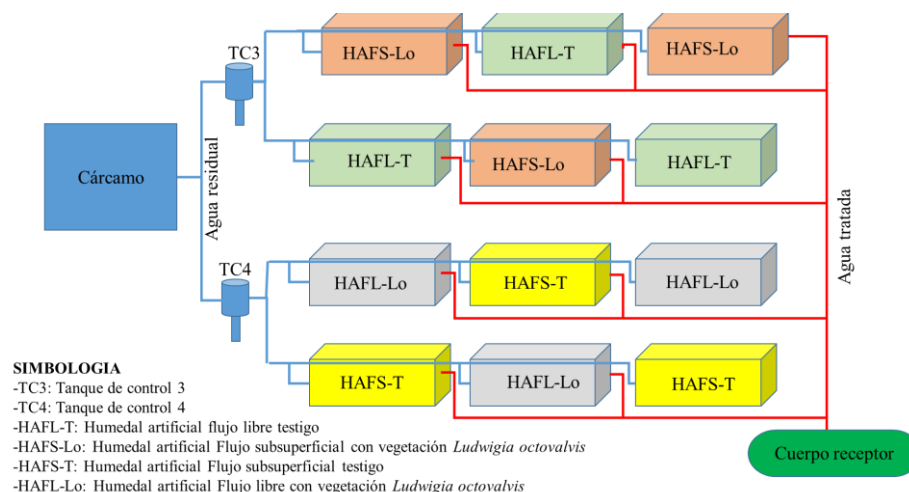 TC3
HAFS-Lo
HAFL-T
HAFS-Lo
Cárcamo
Agua residual
HAFL-T
HAFS-Lo
HAFL-T
Agua tratada
TC4
HAFL-Lo
HAFS-T
HAFL-Lo
HAFS-T
HAFL-Lo
HAFS-T
SIMBOLOGIA
-TC3: Tanque de control 3
-TC4: Tanque de control 4
-HAFL-T: Humedal artificial flujo libre testigo
-HAFS-Lo: Humedal artificial Flujo subsuperficial con vegetación Ludwigia octovalvis
-HAFS-T: Humedal artificial Flujo subsuperficial testigo
-HAFL-Lo: Humedal artificial Flujo libre con vegetación Ludwigia octovalvis
Cuerpo receptor